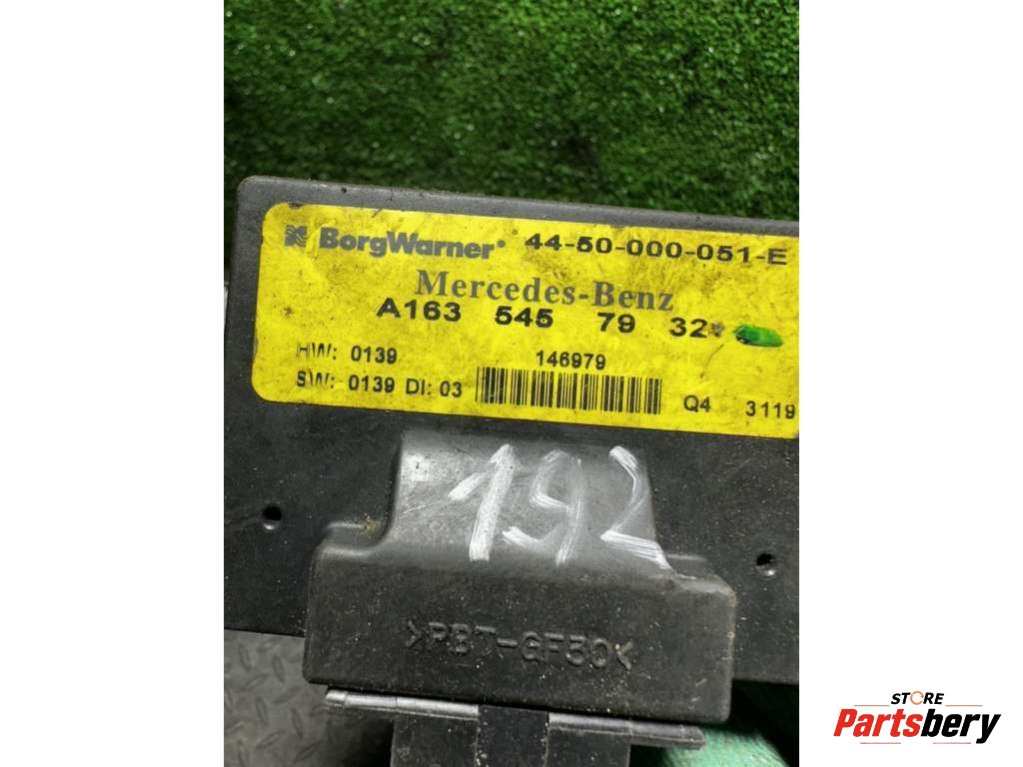 BorgWarner® 44-50-000-051-E
Mercedes-Benz
A163 545 79 32
HW: 0139 146979
SW: 0139 DI: 03 Q4 3119
192
>PBT-GF30<
STORE
Partsbery